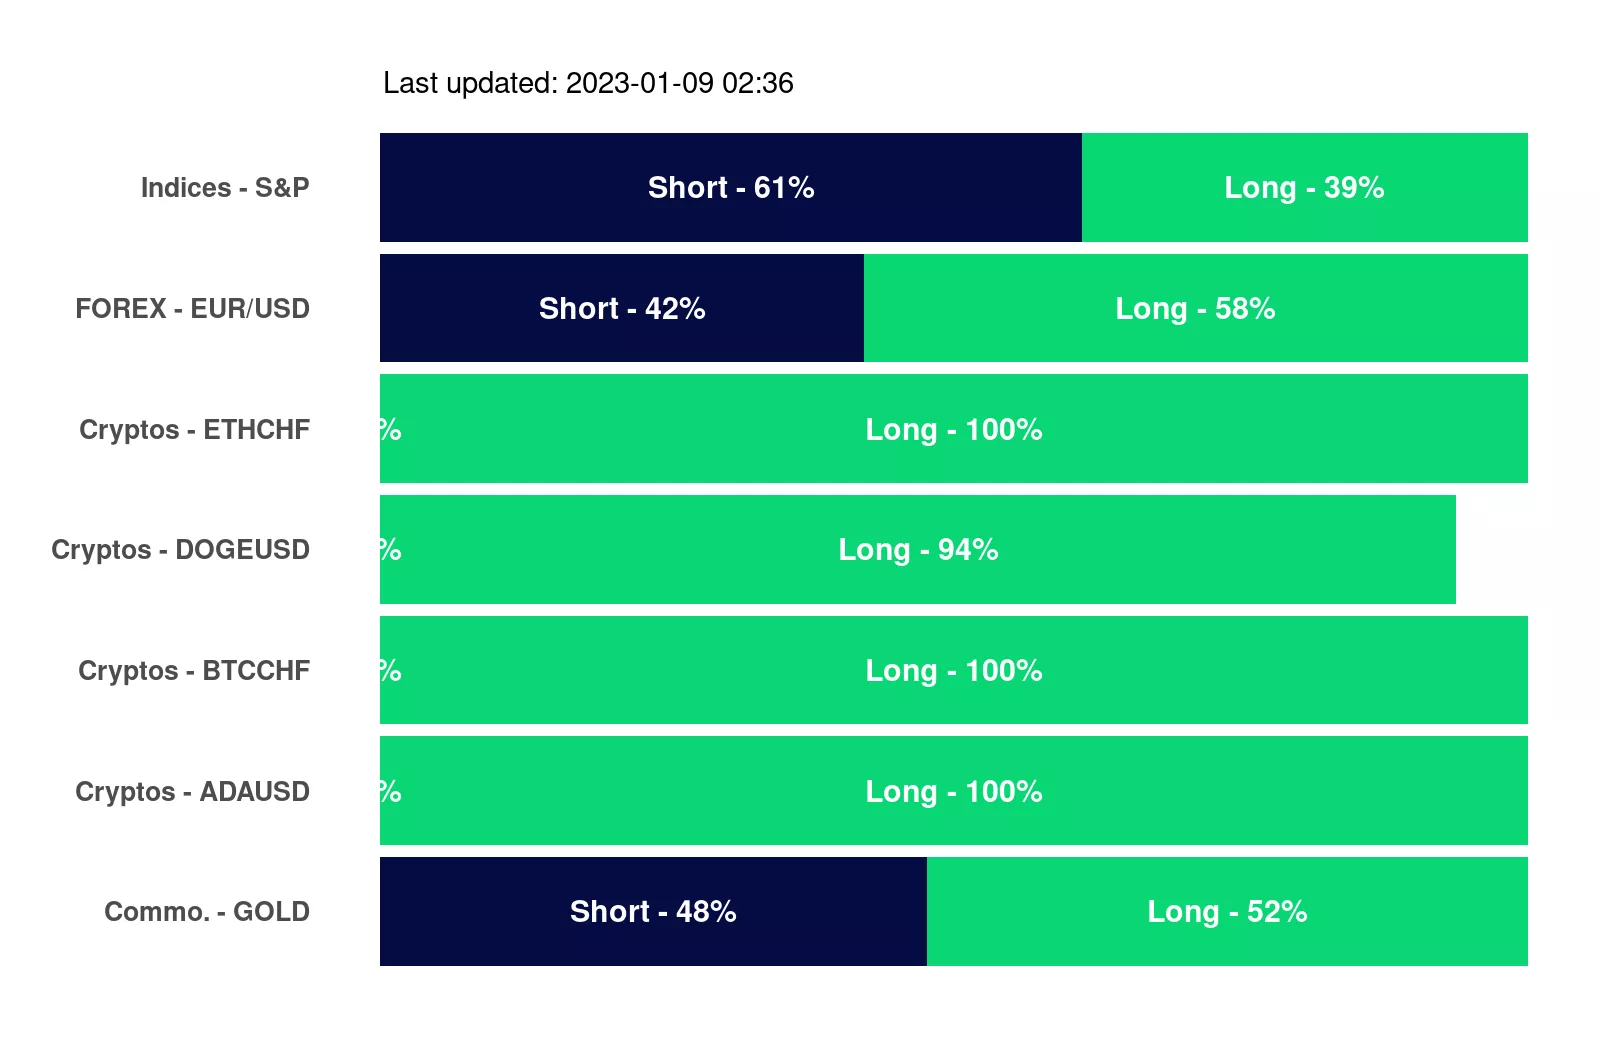 Last updated: 2023-01-09 02:36
Indices - S&P Short - 61% Long - 39%
FOREX - EUR/USD Short - 42% Long - 58%
Cryptos - ETHCHF % Long - 100%
Cryptos - DOGEUSD % Long - 94%
Cryptos - BTCCHF % Long - 100%
Cryptos - ADAUSD % Long - 100%
Commo. - GOLD Short - 48% Long - 52%